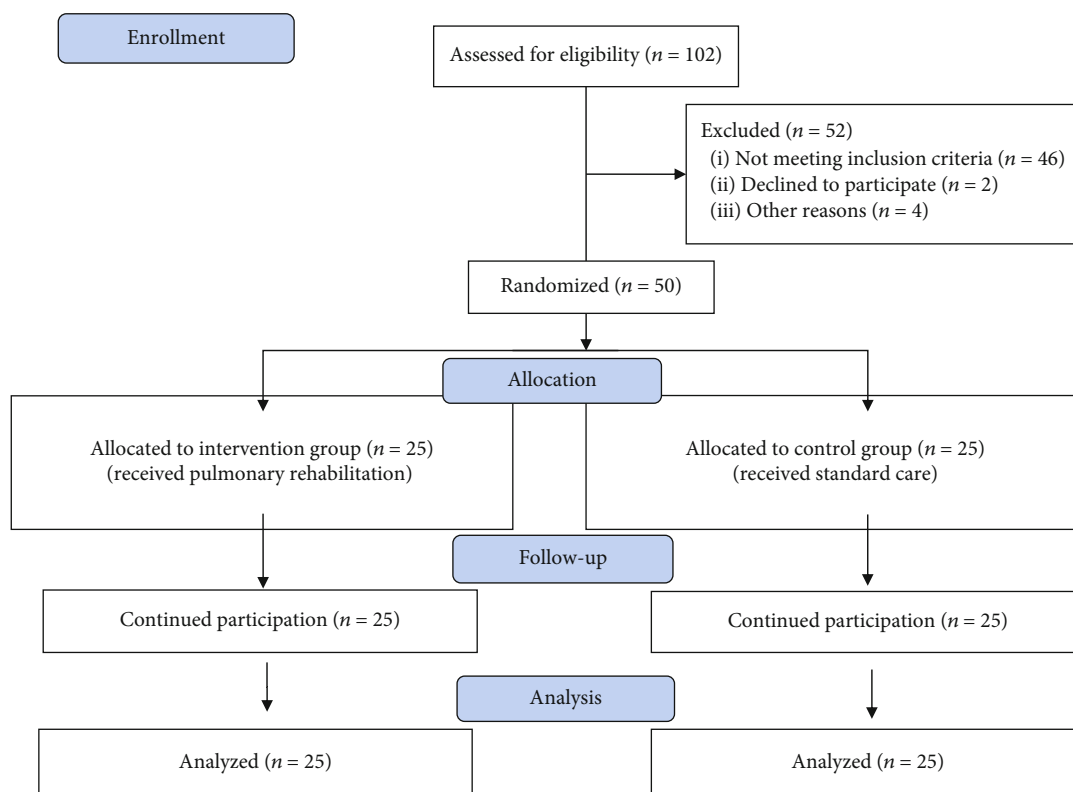 Enrollment
Assessed for eligibility (n = 102)
Excluded (n = 52)
(i) Not meeting inclusion criteria (n = 46)
(ii) Declined to participate (n = 2)
(iii) Other reasons (n = 4)
Randomized (n = 50)
Allocation
Allocated to intervention group (n = 25)
(received pulmonary rehabilitation)
Allocated to control group (n = 25)
(received standard care)
Follow-up
Continued participation (n = 25)
Continued participation (n = 25)
Analysis
Analyzed (n = 25)
Analyzed (n = 25)